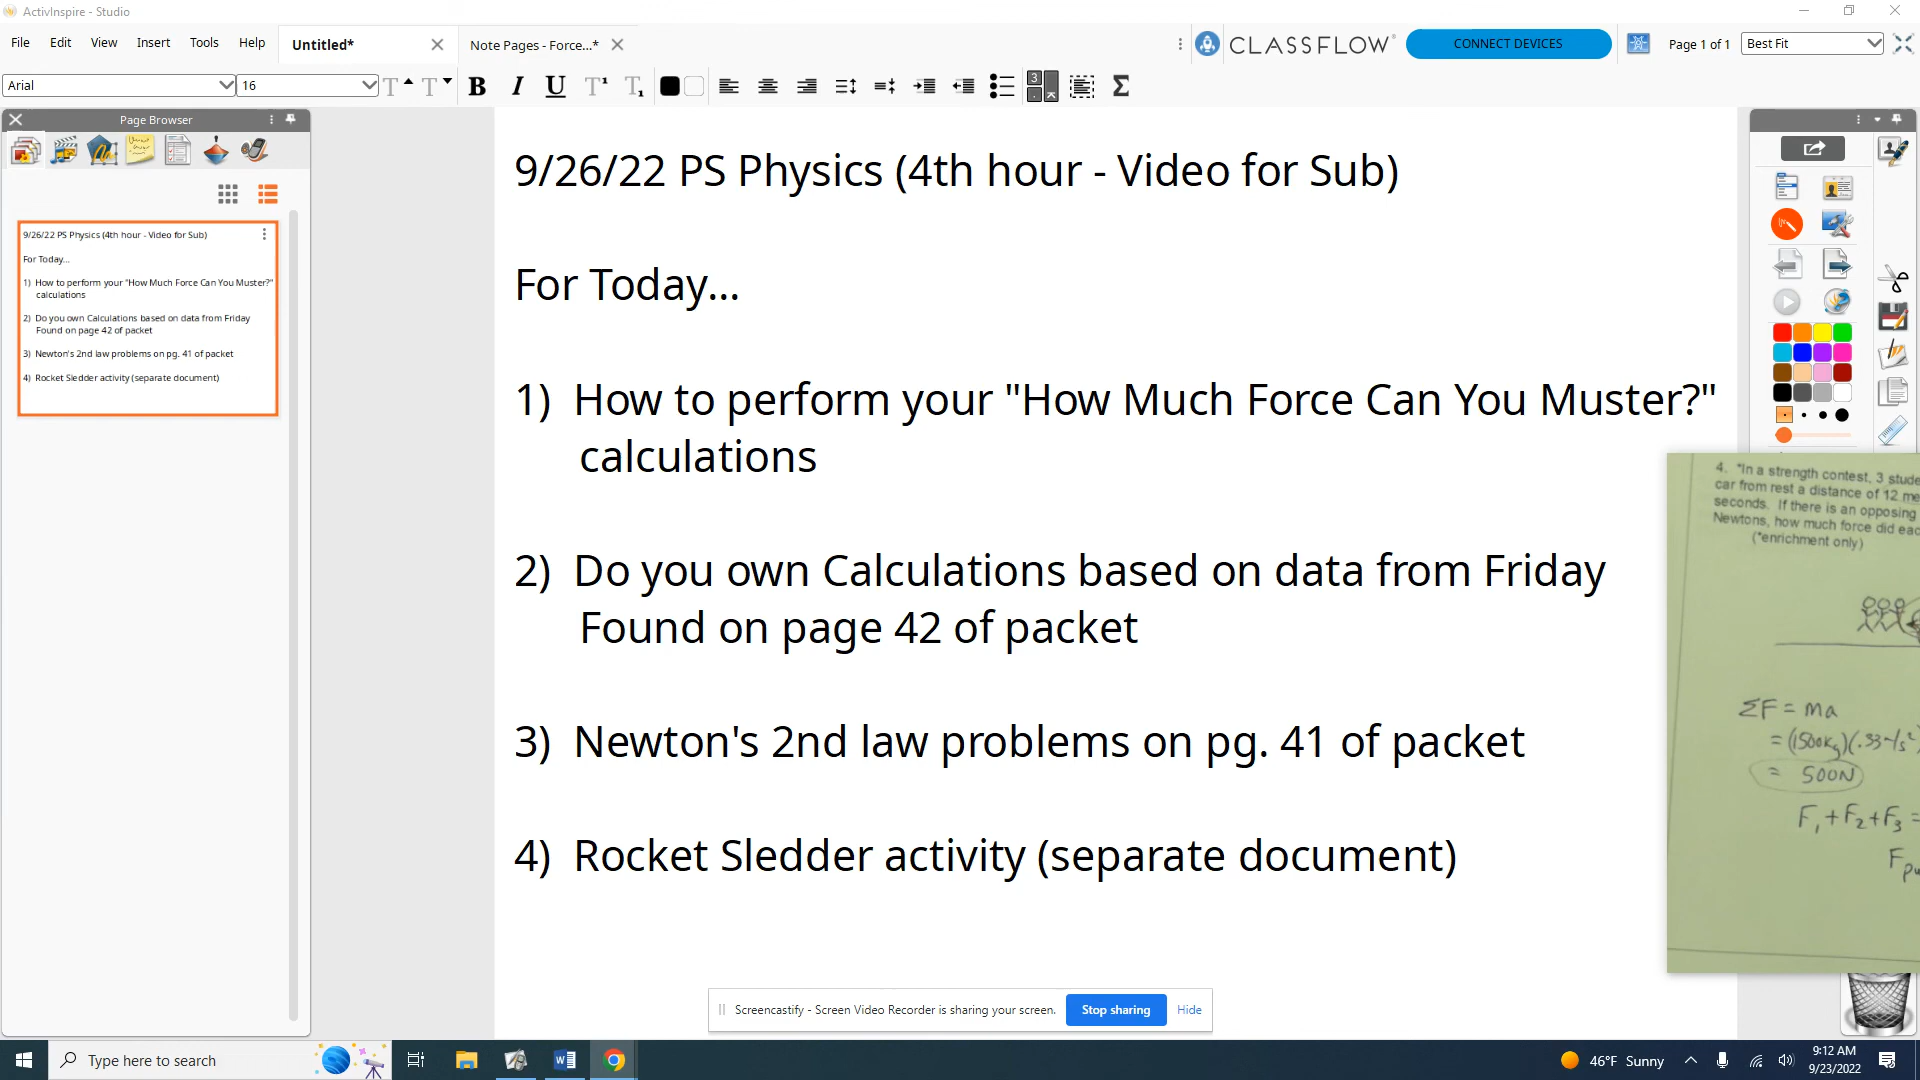 ActivInspire - Studio
File Edit View Insert Tools Help Untitled* Note Pages - Force...* CLASSFLOW CONNECT DEVICES Page 1 of 1 Best Fit
Arial 16
Page Browser
9/26/22 PS Physics (4th hour - Video for Sub)
For Today...
1) How to perform your "How Much Force Can You Muster?"
calculations
2) Do you own Calculations based on data from Friday
Found on page 42 of packet
3) Newton's 2nd law problems on pg. 41 of packet
4) Rocket Sledder activity (separate document)
9/26/22 PS Physics (4th hour - Video for Sub)
For Today...
1) How to perform your "How Much Force Can You Muster?"
calculations
2) Do you own Calculations based on data from Friday
Found on page 42 of packet
3) Newton's 2nd law problems on pg. 41 of packet
4) Rocket Sledder activity (separate document)
4. *In a strength contest, 3 stude
car from rest a distance of 12 me
seconds. If there is an opposing
Newtons, how much force did eac
(*enrichment only)
ΣF = ma
= (1500kg)(.33m/s²)
= 500N
F₁ + F₂ + F₃ =
F pu
Screencastify - Screen Video Recorder is sharing your screen. Stop sharing Hide
Type here to search
46°F Sunny
9:12 AM
9/23/2022